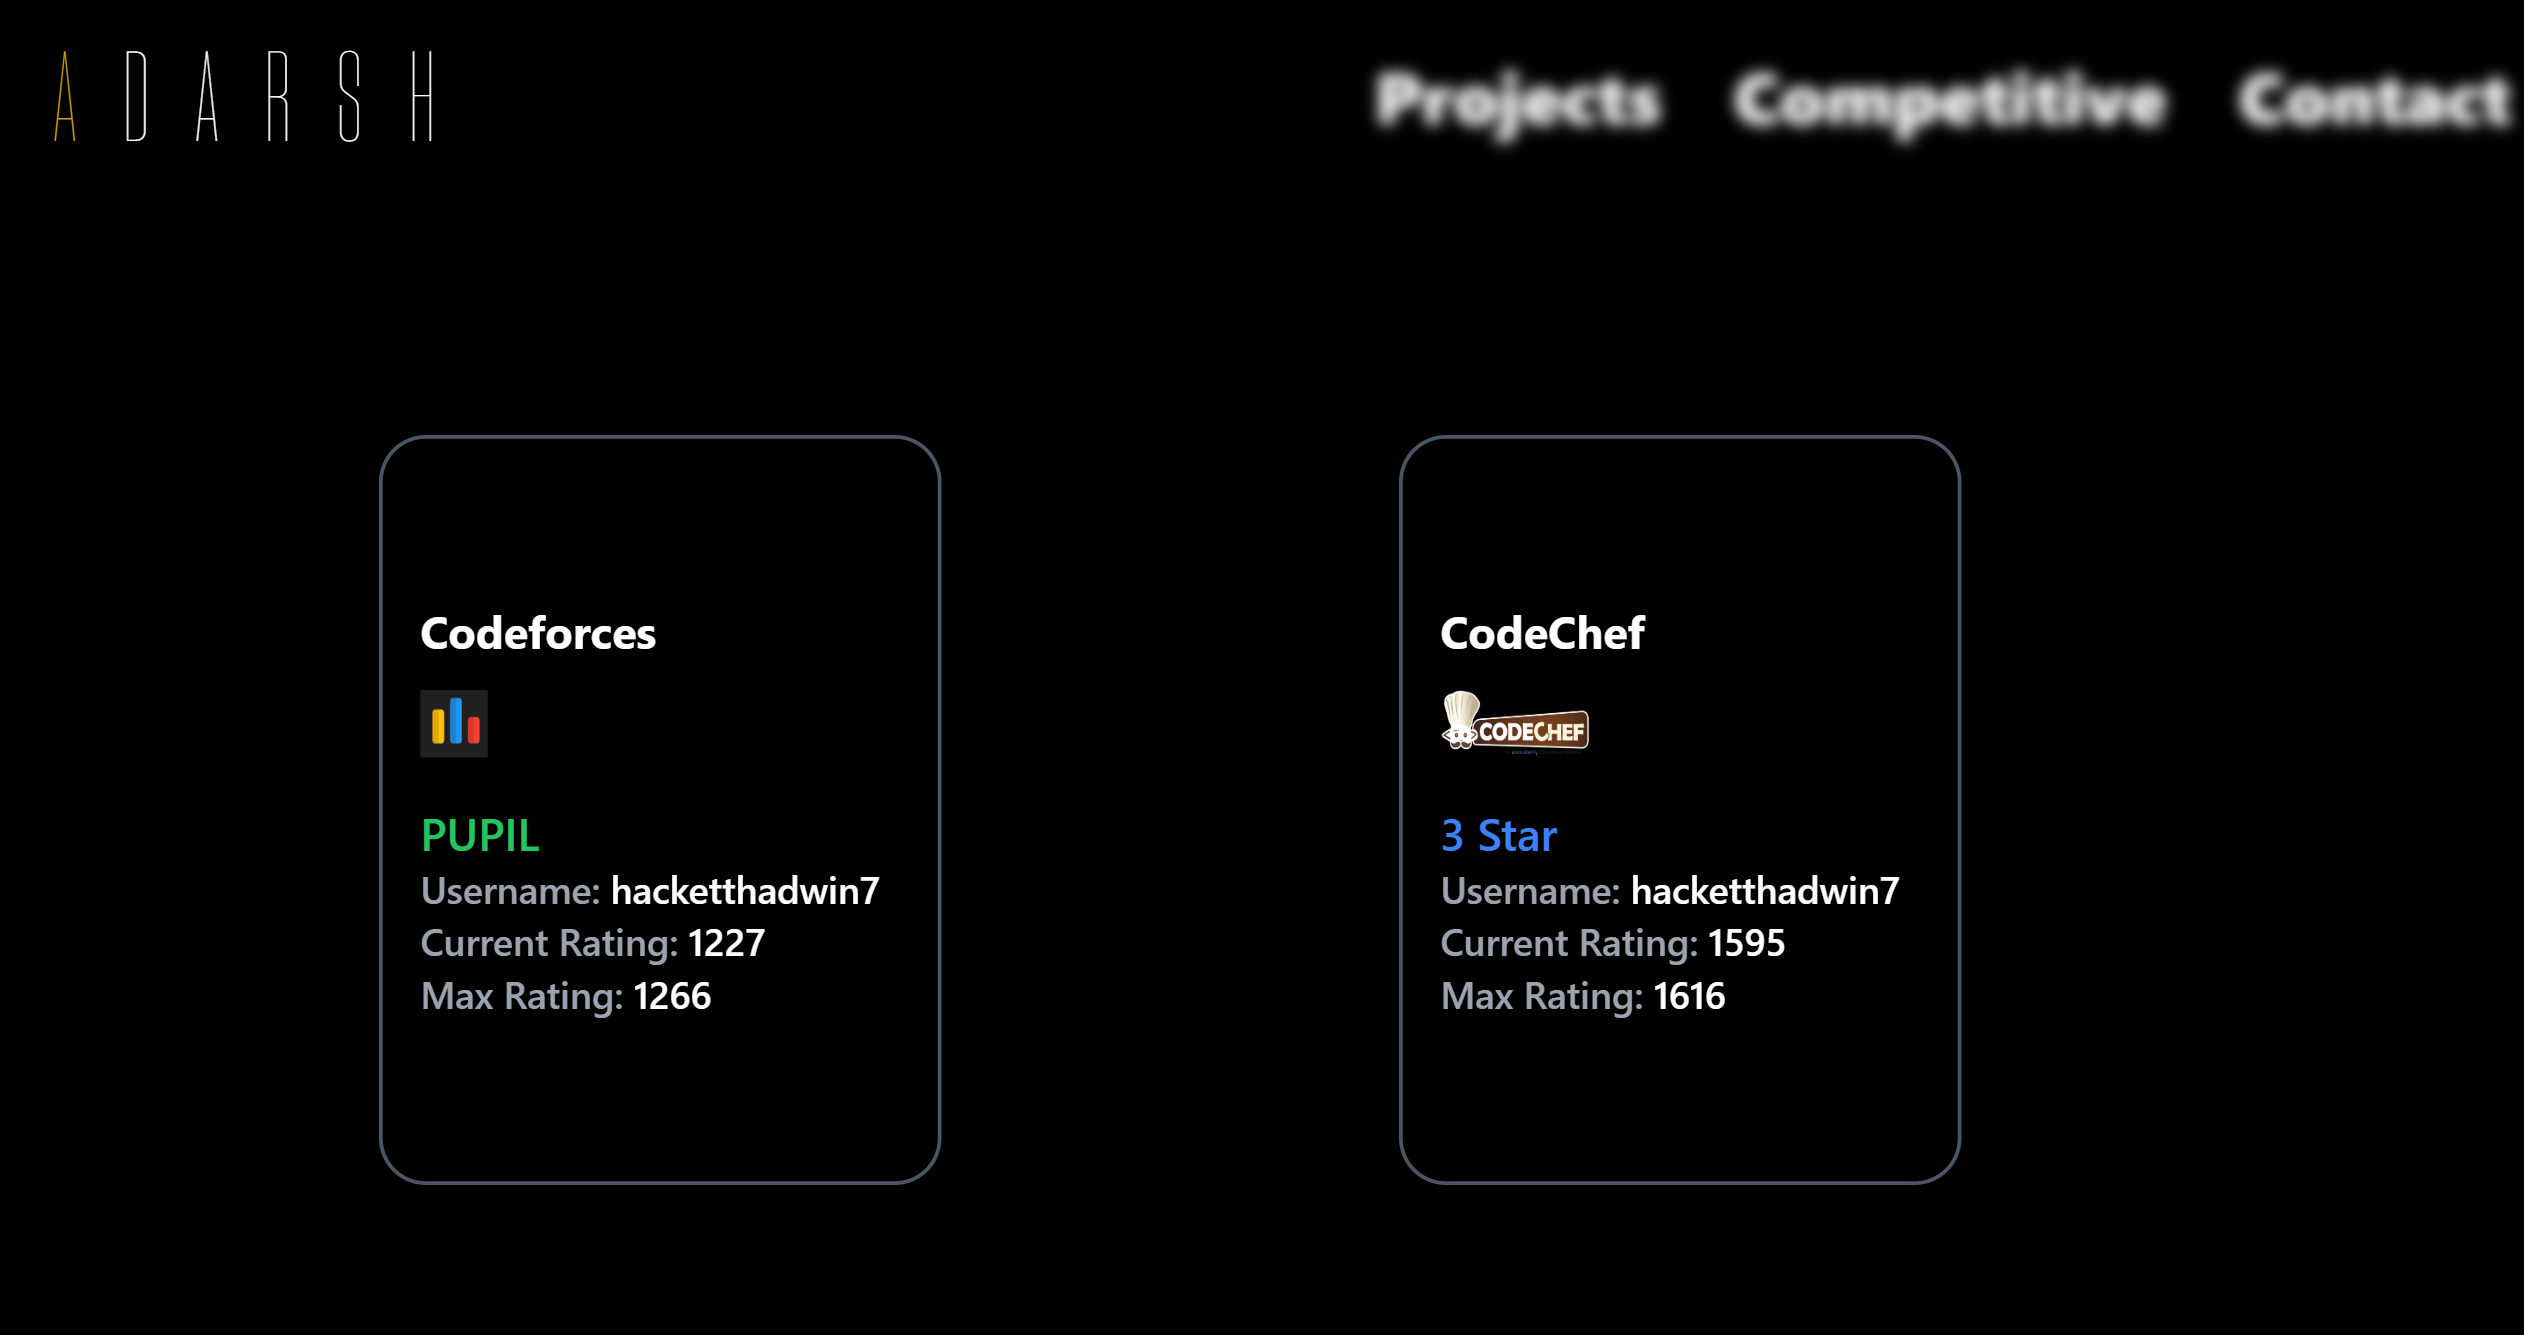 ADARSH
Projects Competitive Contact
Codeforces
PUPIL
Username: hacketthadwin7
Current Rating: 1227
Max Rating: 1266
CodeChef
CODECHEF
3 Star
Username: hacketthadwin7
Current Rating: 1595
Max Rating: 1616